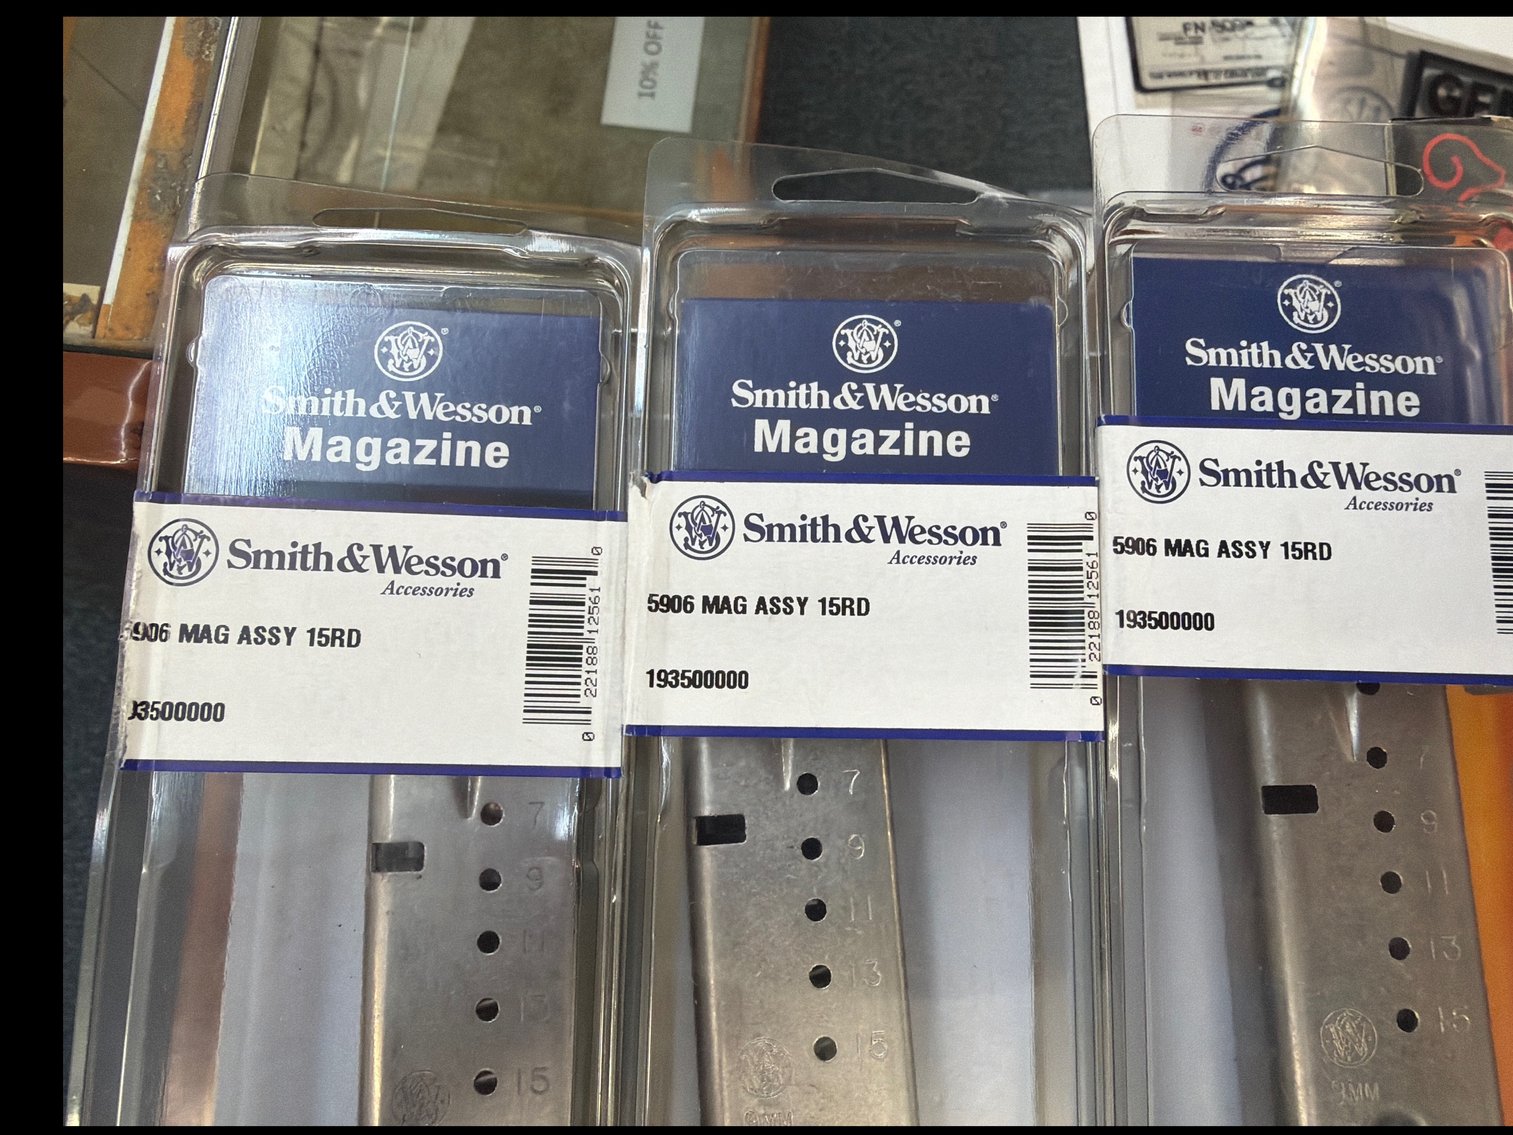 10% OFF
FN 509
GEN
Smith & Wesson®
Magazine
Smith & Wesson®
Accessories
5906 MAG ASSY 15RD
93500000
0 22188 12561 0
7
9
11
13
15
Smith & Wesson®
Magazine
Smith & Wesson®
Accessories
5906 MAG ASSY 15RD
193500000
0 22188 12561 0
7
9
11
13
15
9MM
Smith & Wesson®
Magazine
Smith & Wesson®
Accessories
5906 MAG ASSY 15RD
193500000
7
9
11
13
15
9MM